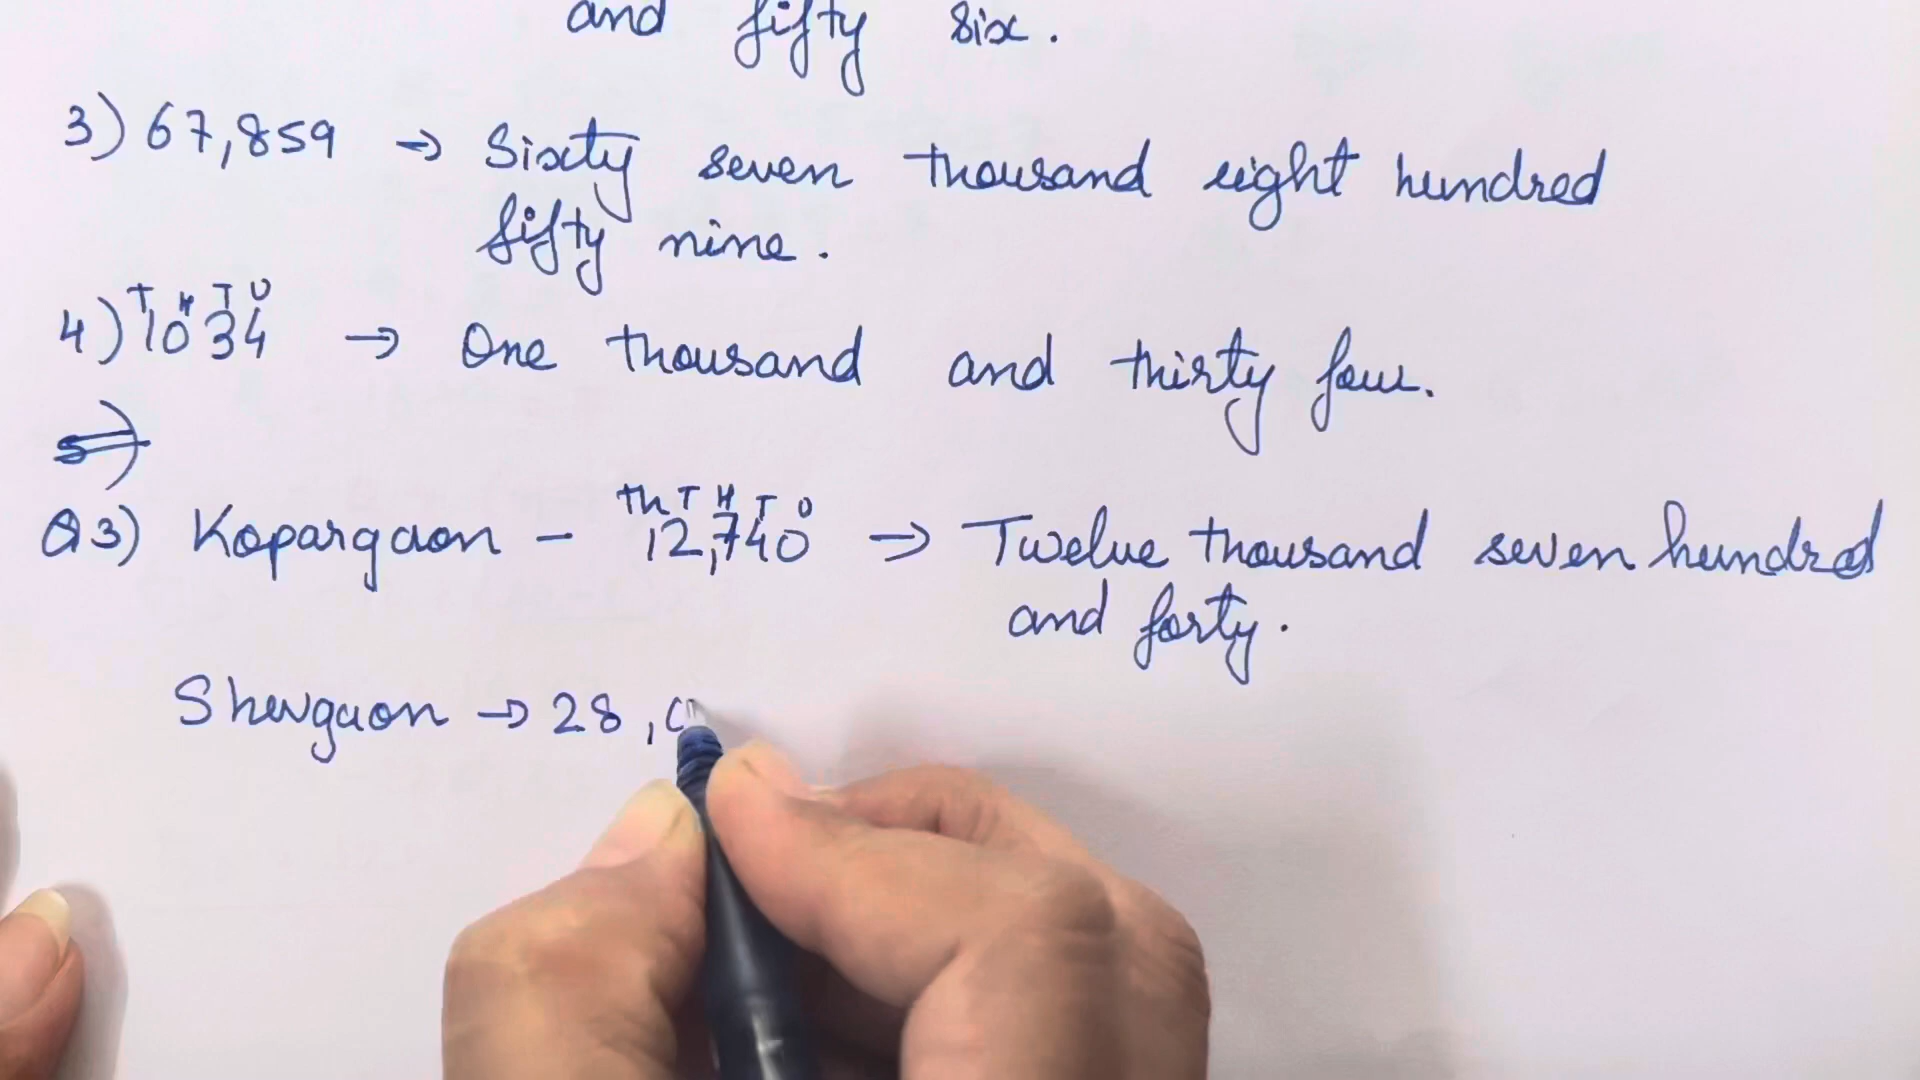 and fifty six.
3) 67,859 → Sixty seven thousand eight hundred
fifty nine.
T H T U
4) 1034 → One thousand and thirty four.
5)
Th T H T O
Q3) Kopargaon - 12,740 → Twelve thousand seven hundred
and forty.
Shevgaon → 28,